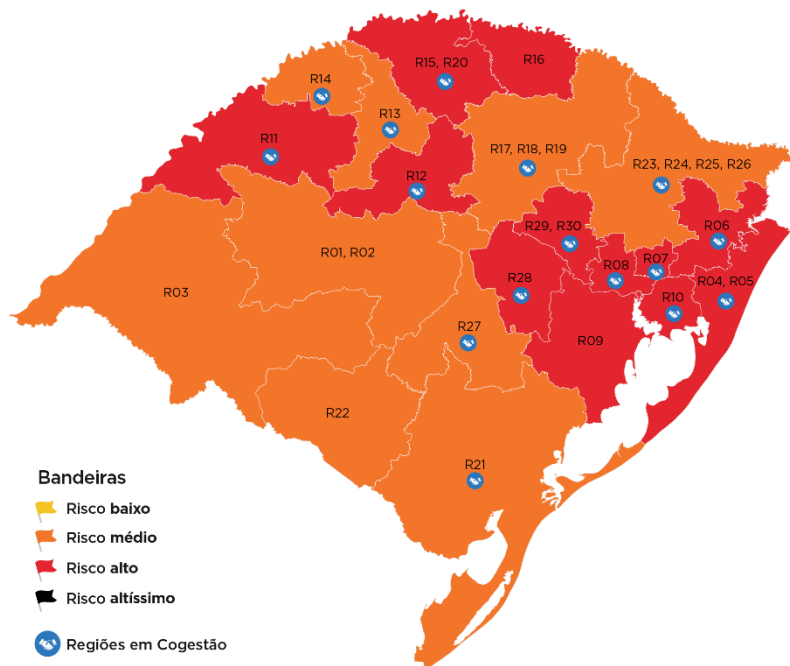 R15, R20
R16
R14
R13
R11
R17, R18, R19
R23, R24, R25, R26
R12
R29, R30
R06
R01, R02
R08
R07
R28
R04, R05
R03
R10
R27
R09
R22
R21
Bandeiras
Risco baixo
Risco médio
Risco alto
Risco altíssimo
Regiões em Cogestão